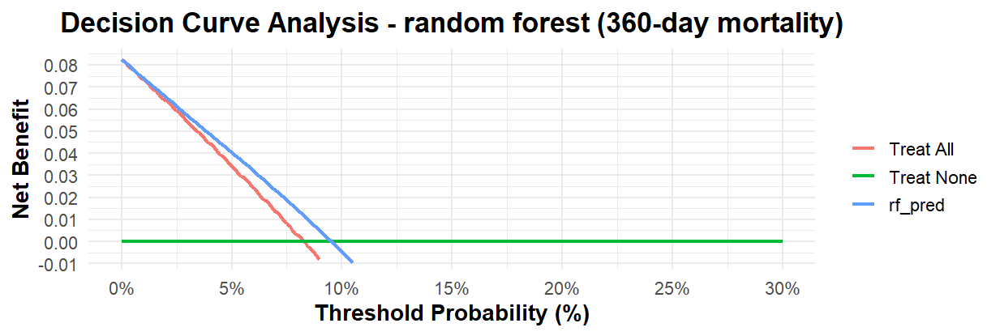 Decision Curve Analysis - random forest (360-day mortality)
Net Benefit
0.08
0.07
0.06
0.05
0.04
0.03
0.02
0.01
0.00
-0.01
0% 5% 10% 15% 20% 25% 30%
Threshold Probability (%)
Treat All
Treat None
rf_pred